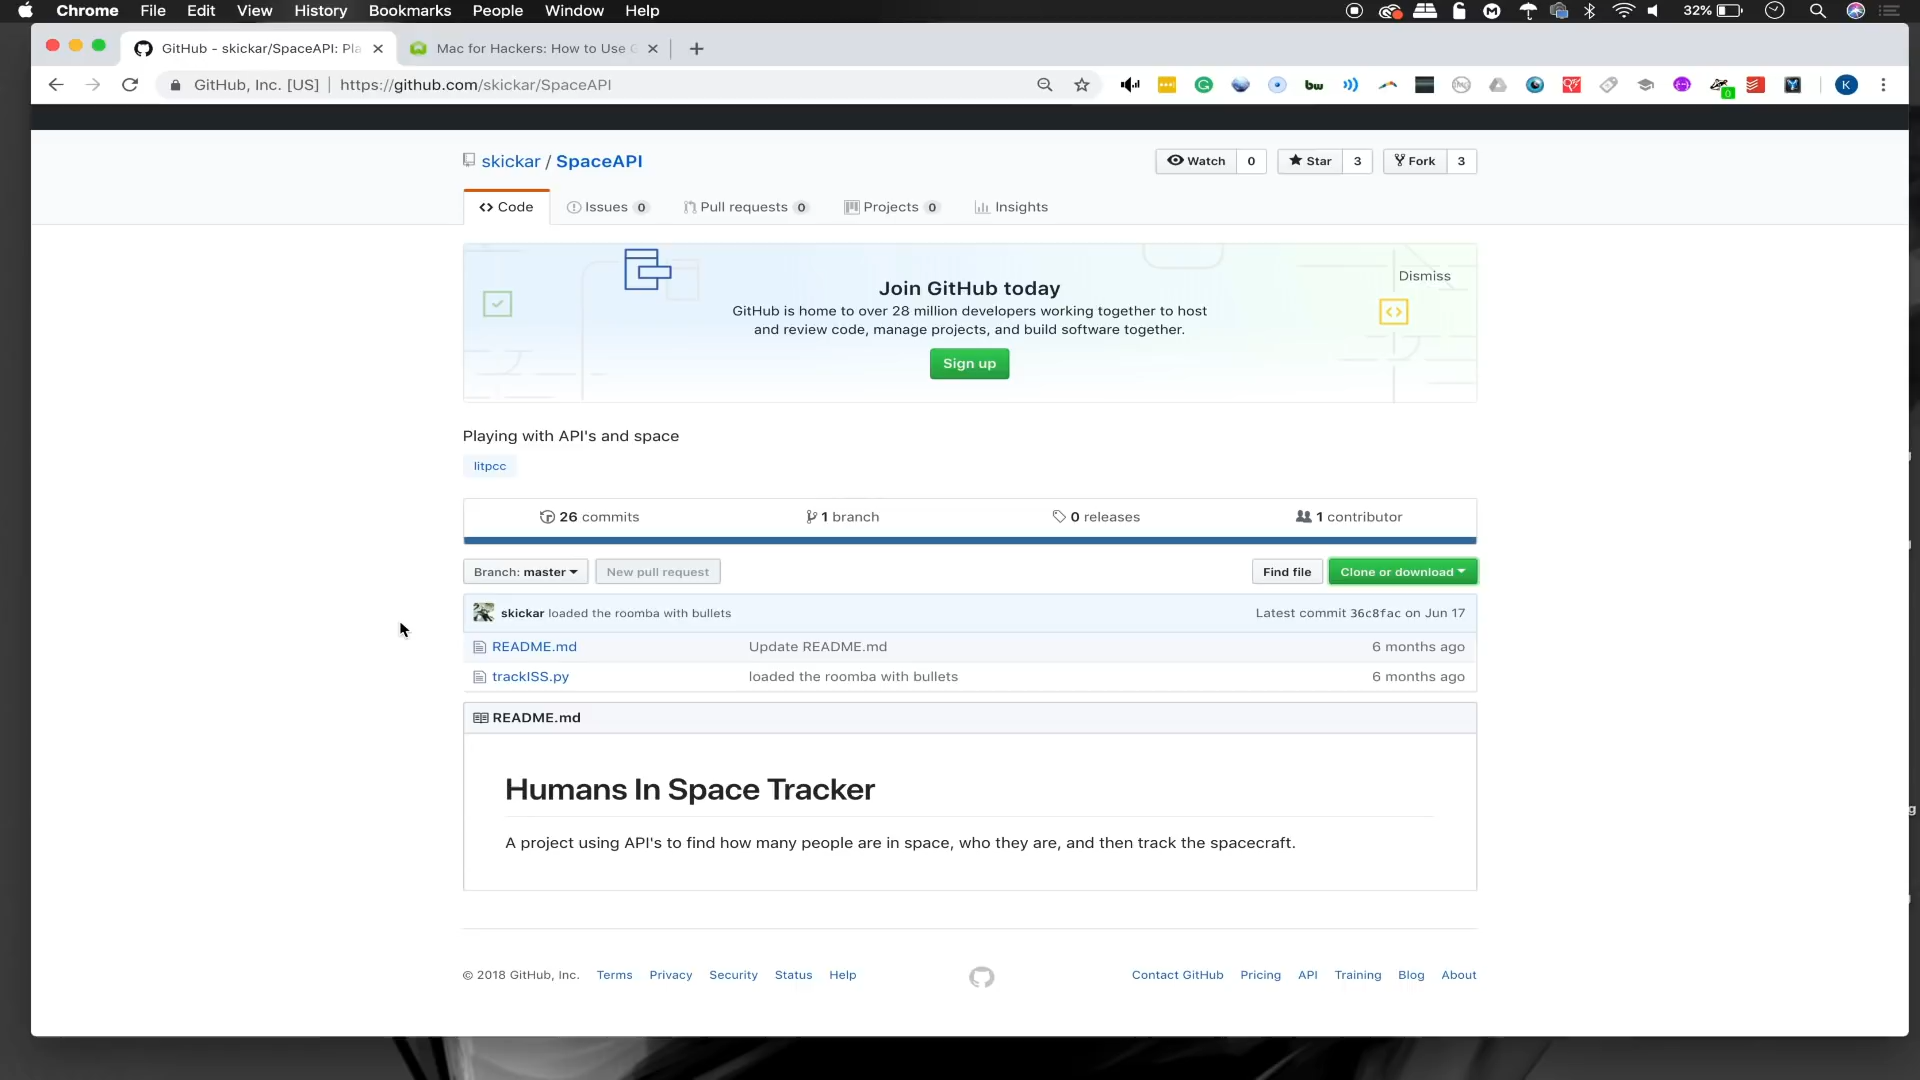 Chrome File Edit View History Bookmarks People Window Help 32%
GitHub - skickar/SpaceAPI: Pla Mac for Hackers: How to Use G
GitHub, Inc. [US] | https://github.com/skickar/SpaceAPI bw 0 K
skickar / SpaceAPI Watch 0 Star 3 Fork 3
Code Issues 0 Pull requests 0 Projects 0 Insights
Dismiss
Join GitHub today
GitHub is home to over 28 million developers working together to host
and review code, manage projects, and build software together.
Sign up
Playing with API's and space
litpcc
26 commits 1 branch 0 releases 1 contributor
Branch: master New pull request Find file Clone or download
skickar loaded the roomba with bullets Latest commit 36c8fac on Jun 17
README.md Update README.md 6 months ago
trackISS.py loaded the roomba with bullets 6 months ago
README.md
Humans In Space Tracker
A project using API's to find how many people are in space, who they are, and then track the spacecraft.
© 2018 GitHub, Inc. Terms Privacy Security Status Help Contact GitHub Pricing API Training Blog About